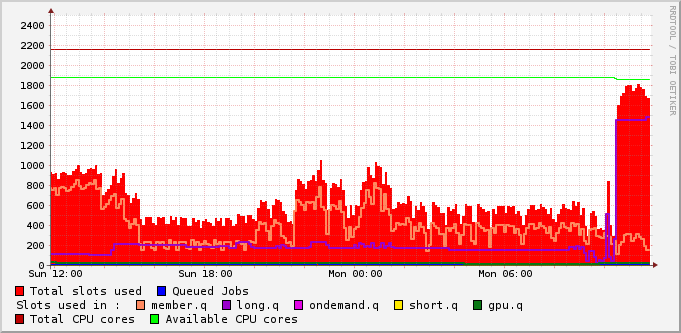 RRDTOOL / TOBI OETIKER
2400
2200
2000
1800
1600
1400
1200
1000
800
600
400
200
0
Sun 12:00 Sun 18:00 Mon 00:00 Mon 06:00
Total slots used Queued Jobs
Slots used in : member.q long.q ondemand.q short.q gpu.q
Total CPU cores Available CPU cores